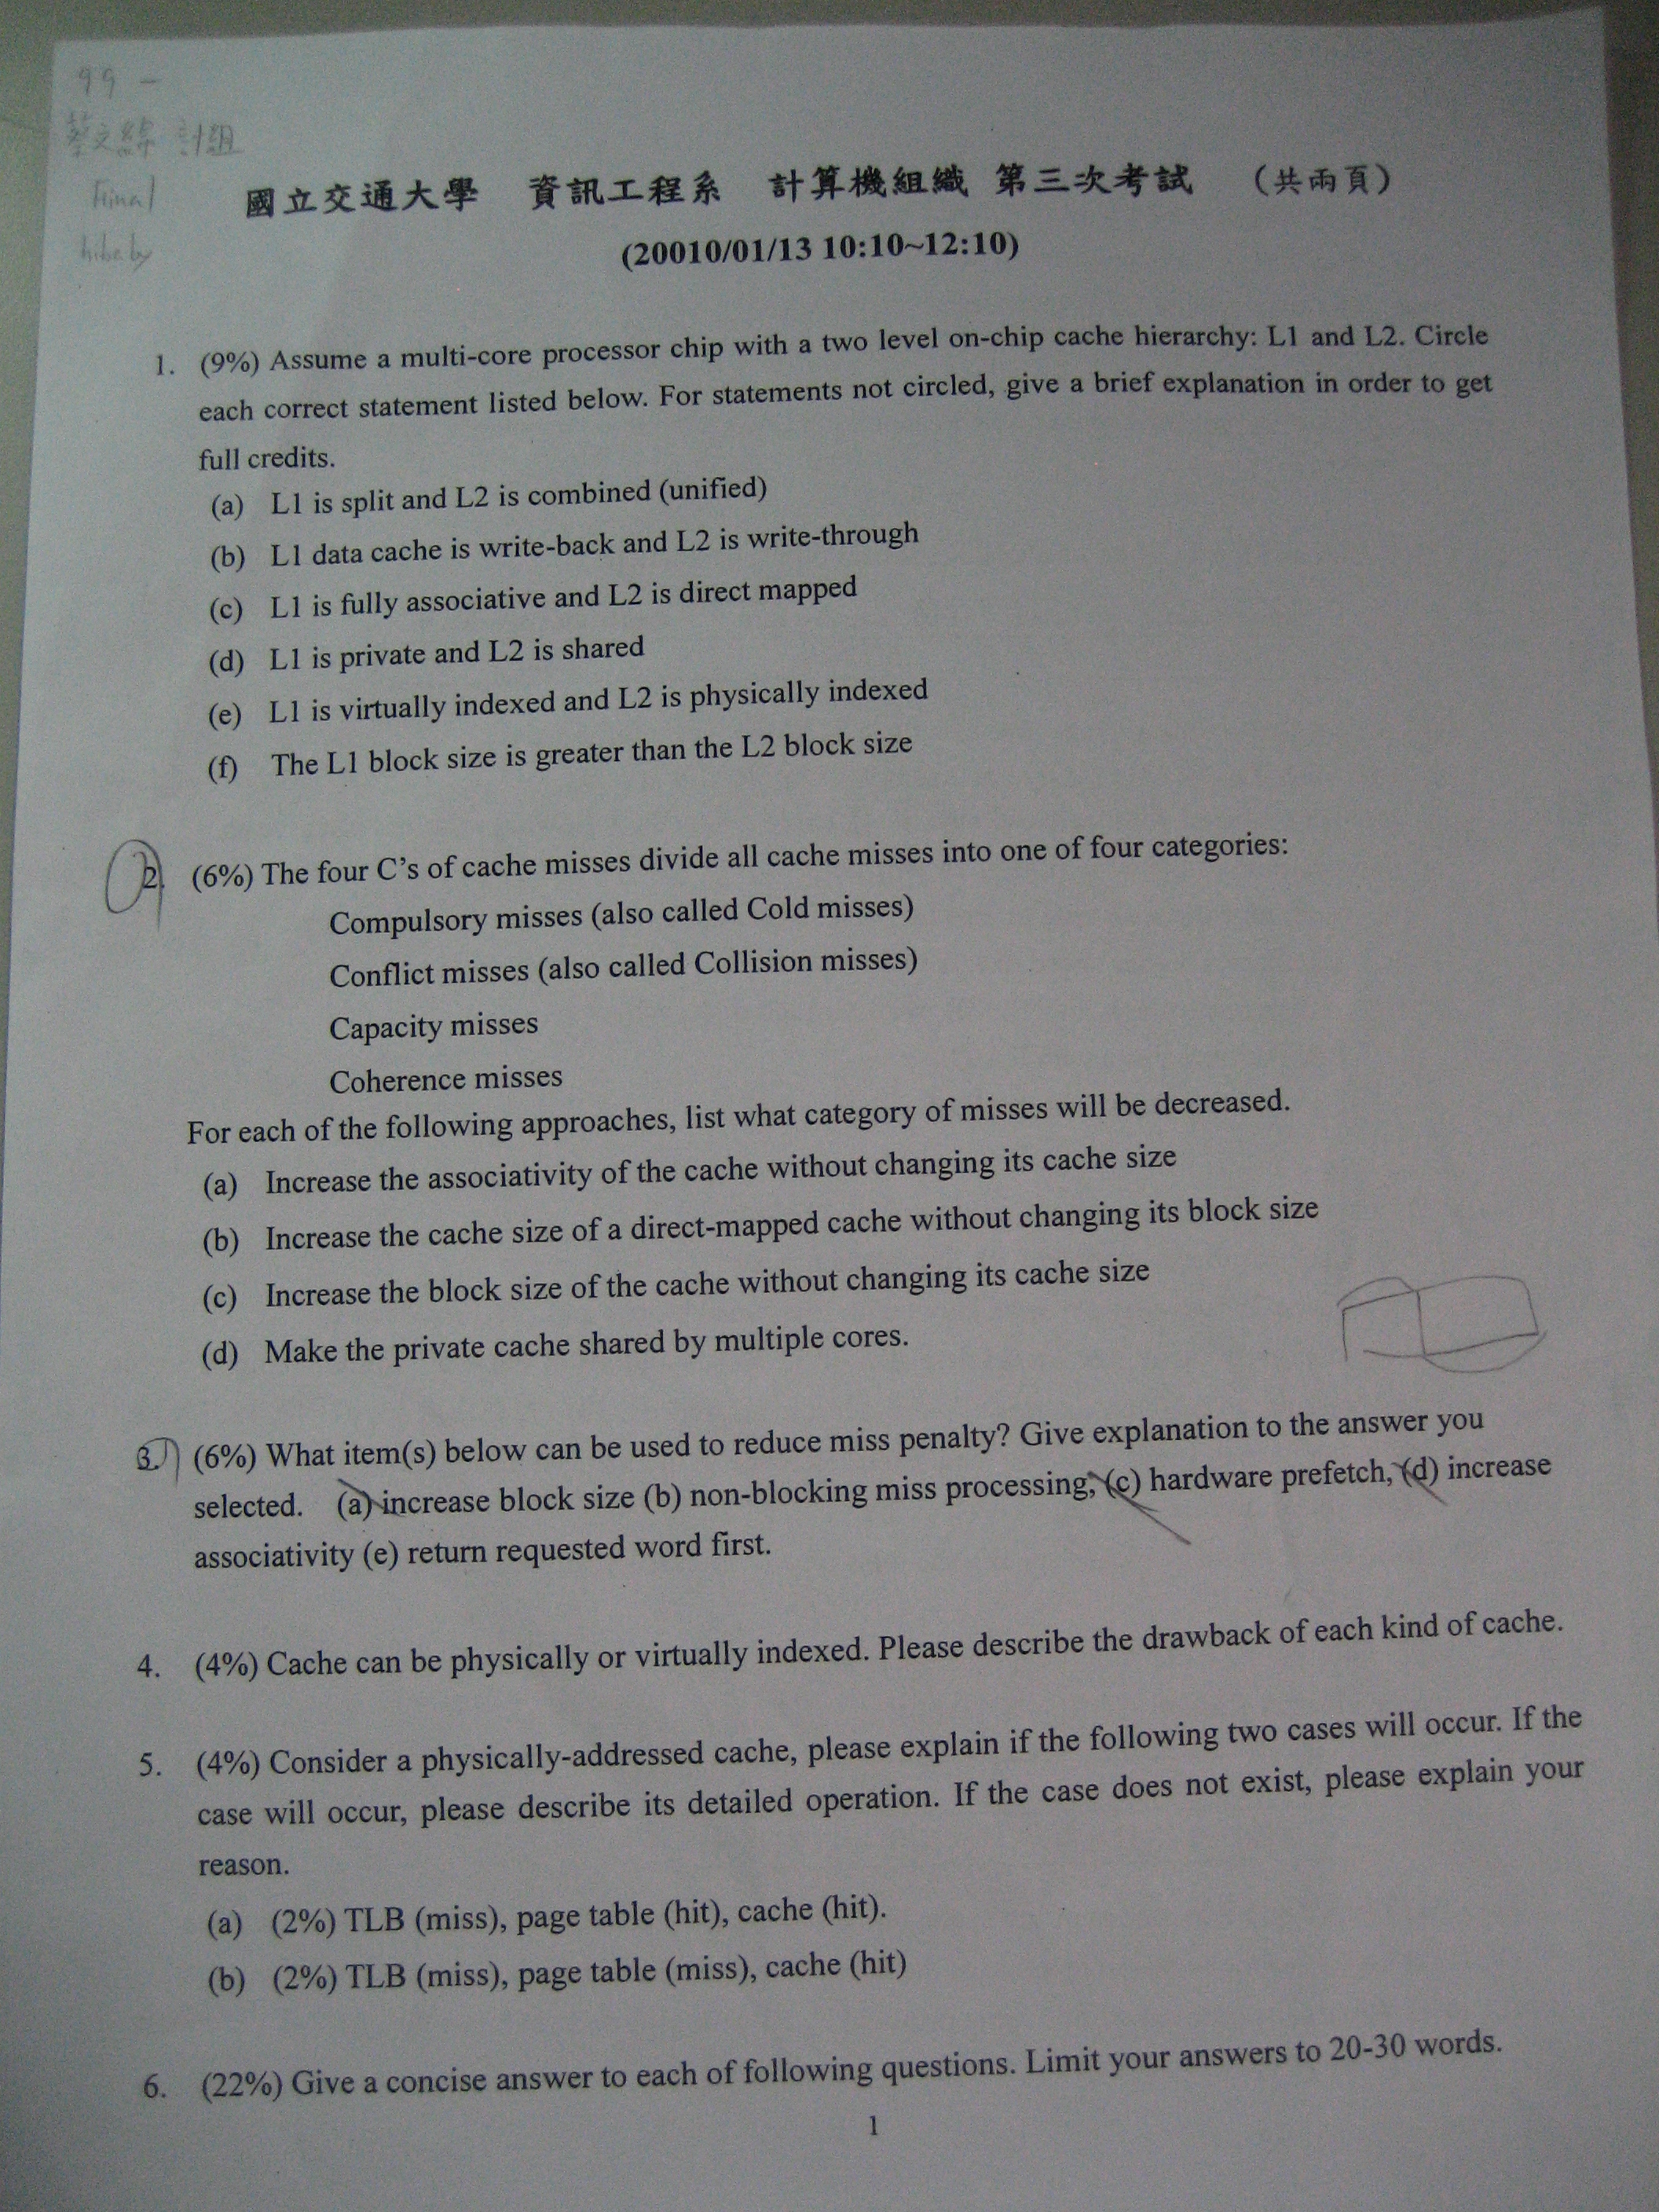 99 -
計組
Final
國立交通大學 資訊工程系 計算機組織 第三次考試 （共兩頁）
(20010/01/13 10:10~12:10)
1. (9%) Assume a multi-core processor chip with a two level on-chip cache hierarchy: L1 and L2. Circle
each correct statement listed below. For statements not circled, give a brief explanation in order to get
full credits.
(a) L1 is split and L2 is combined (unified)
(b) L1 data cache is write-back and L2 is write-through
(c) L1 is fully associative and L2 is direct mapped
(d) L1 is private and L2 is shared
(e) L1 is virtually indexed and L2 is physically indexed
(f) The L1 block size is greater than the L2 block size
2. (6%) The four C's of cache misses divide all cache misses into one of four categories:
Compulsory misses (also called Cold misses)
Conflict misses (also called Collision misses)
Capacity misses
Coherence misses
For each of the following approaches, list what category of misses will be decreased.
(a) Increase the associativity of the cache without changing its cache size
(b) Increase the cache size of a direct-mapped cache without changing its block size
(c) Increase the block size of the cache without changing its cache size
(d) Make the private cache shared by multiple cores.
3. (6%) What item(s) below can be used to reduce miss penalty? Give explanation to the answer you
selected. (a) increase block size (b) non-blocking miss processing, (c) hardware prefetch, (d) increase
associativity (e) return requested word first.
4. (4%) Cache can be physically or virtually indexed. Please describe the drawback of each kind of cache.
5. (4%) Consider a physically-addressed cache, please explain if the following two cases will occur. If the
case will occur, please describe its detailed operation. If the case does not exist, please explain your
reason.
(a) (2%) TLB (miss), page table (hit), cache (hit).
(b) (2%) TLB (miss), page table (miss), cache (hit)
6. (22%) Give a concise answer to each of following questions. Limit your answers to 20-30 words.
1